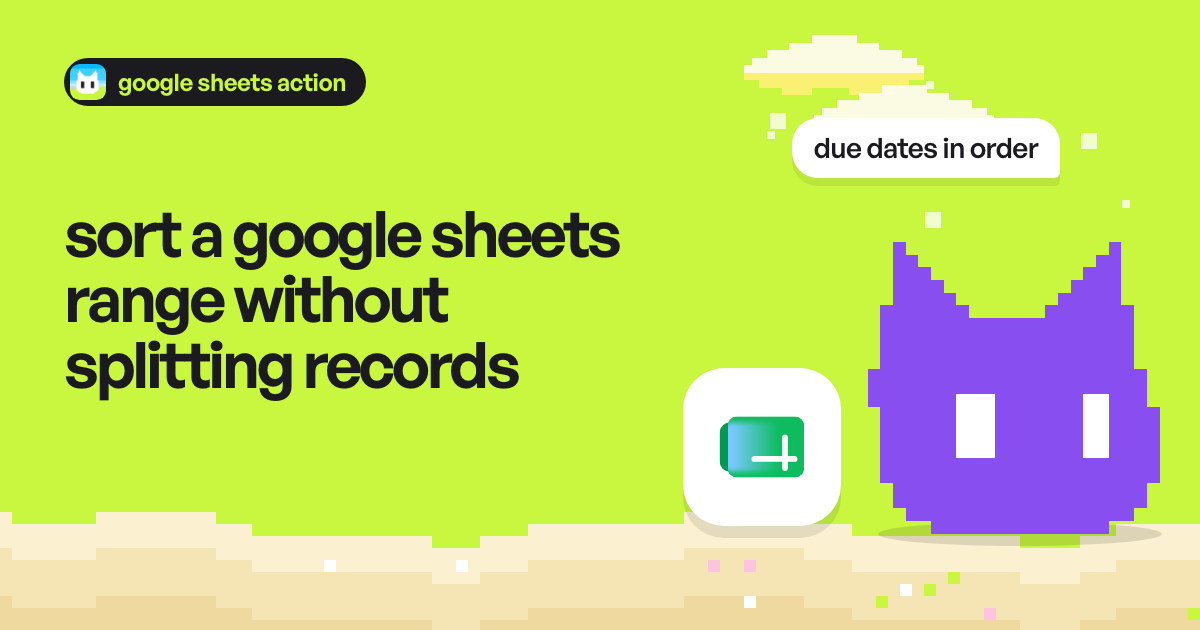 google sheets action
due dates in order
sort a google sheets
range without
splitting records